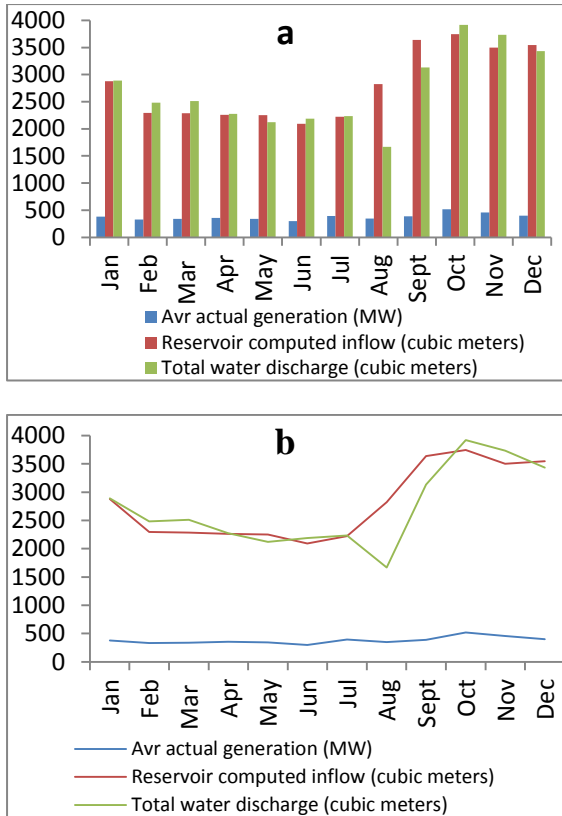 a
4000
3500
3000
2500
2000
1500
1000
500
0
Jan
Feb
Mar
Apr
May
Jun
Jul
Aug
Sept
Oct
Nov
Dec
Avr actual generation (MW)
Reservoir computed inflow (cubic meters)
Total water discharge (cubic meters)
b
4000
3500
3000
2500
2000
1500
1000
500
0
Jan
Feb
Mar
Apr
May
Jun
Jul
Aug
Sept
Oct
Nov
Dec
Avr actual generation (MW)
Reservoir computed inflow (cubic meters)
Total water discharge (cubic meters)